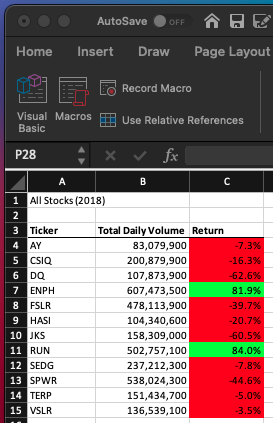 AutoSave OFF
Home Insert Draw Page Layout
Visual Basic
Macros
Record Macro
Use Relative References
P28 fx
A B C
1 All Stocks (2018)
2
3 Ticker Total Daily Volume Return
4 AY 83,079,900 -7.3%
5 CSIQ 200,879,900 -16.3%
6 DQ 107,873,900 -62.6%
7 ENPH 607,473,500 81.9%
8 FSLR 478,113,900 -39.7%
9 HASI 104,340,600 -20.7%
10 JKS 158,309,000 -60.5%
11 RUN 502,757,100 84.0%
12 SEDG 237,212,300 -7.8%
13 SPWR 538,024,300 -44.6%
14 TERP 151,434,700 -5.0%
15 VSLR 136,539,100 -3.5%